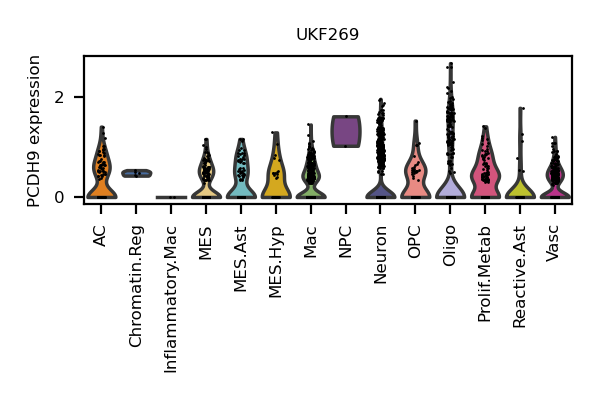 UKF269
PCDH9 expression
2
0
AC
Chromatin.Reg
Inflammatory.Mac
MES
MES.Ast
MES.Hyp
Mac
NPC
Neuron
OPC
Oligo
Prolif.Metab
Reactive.Ast
Vasc